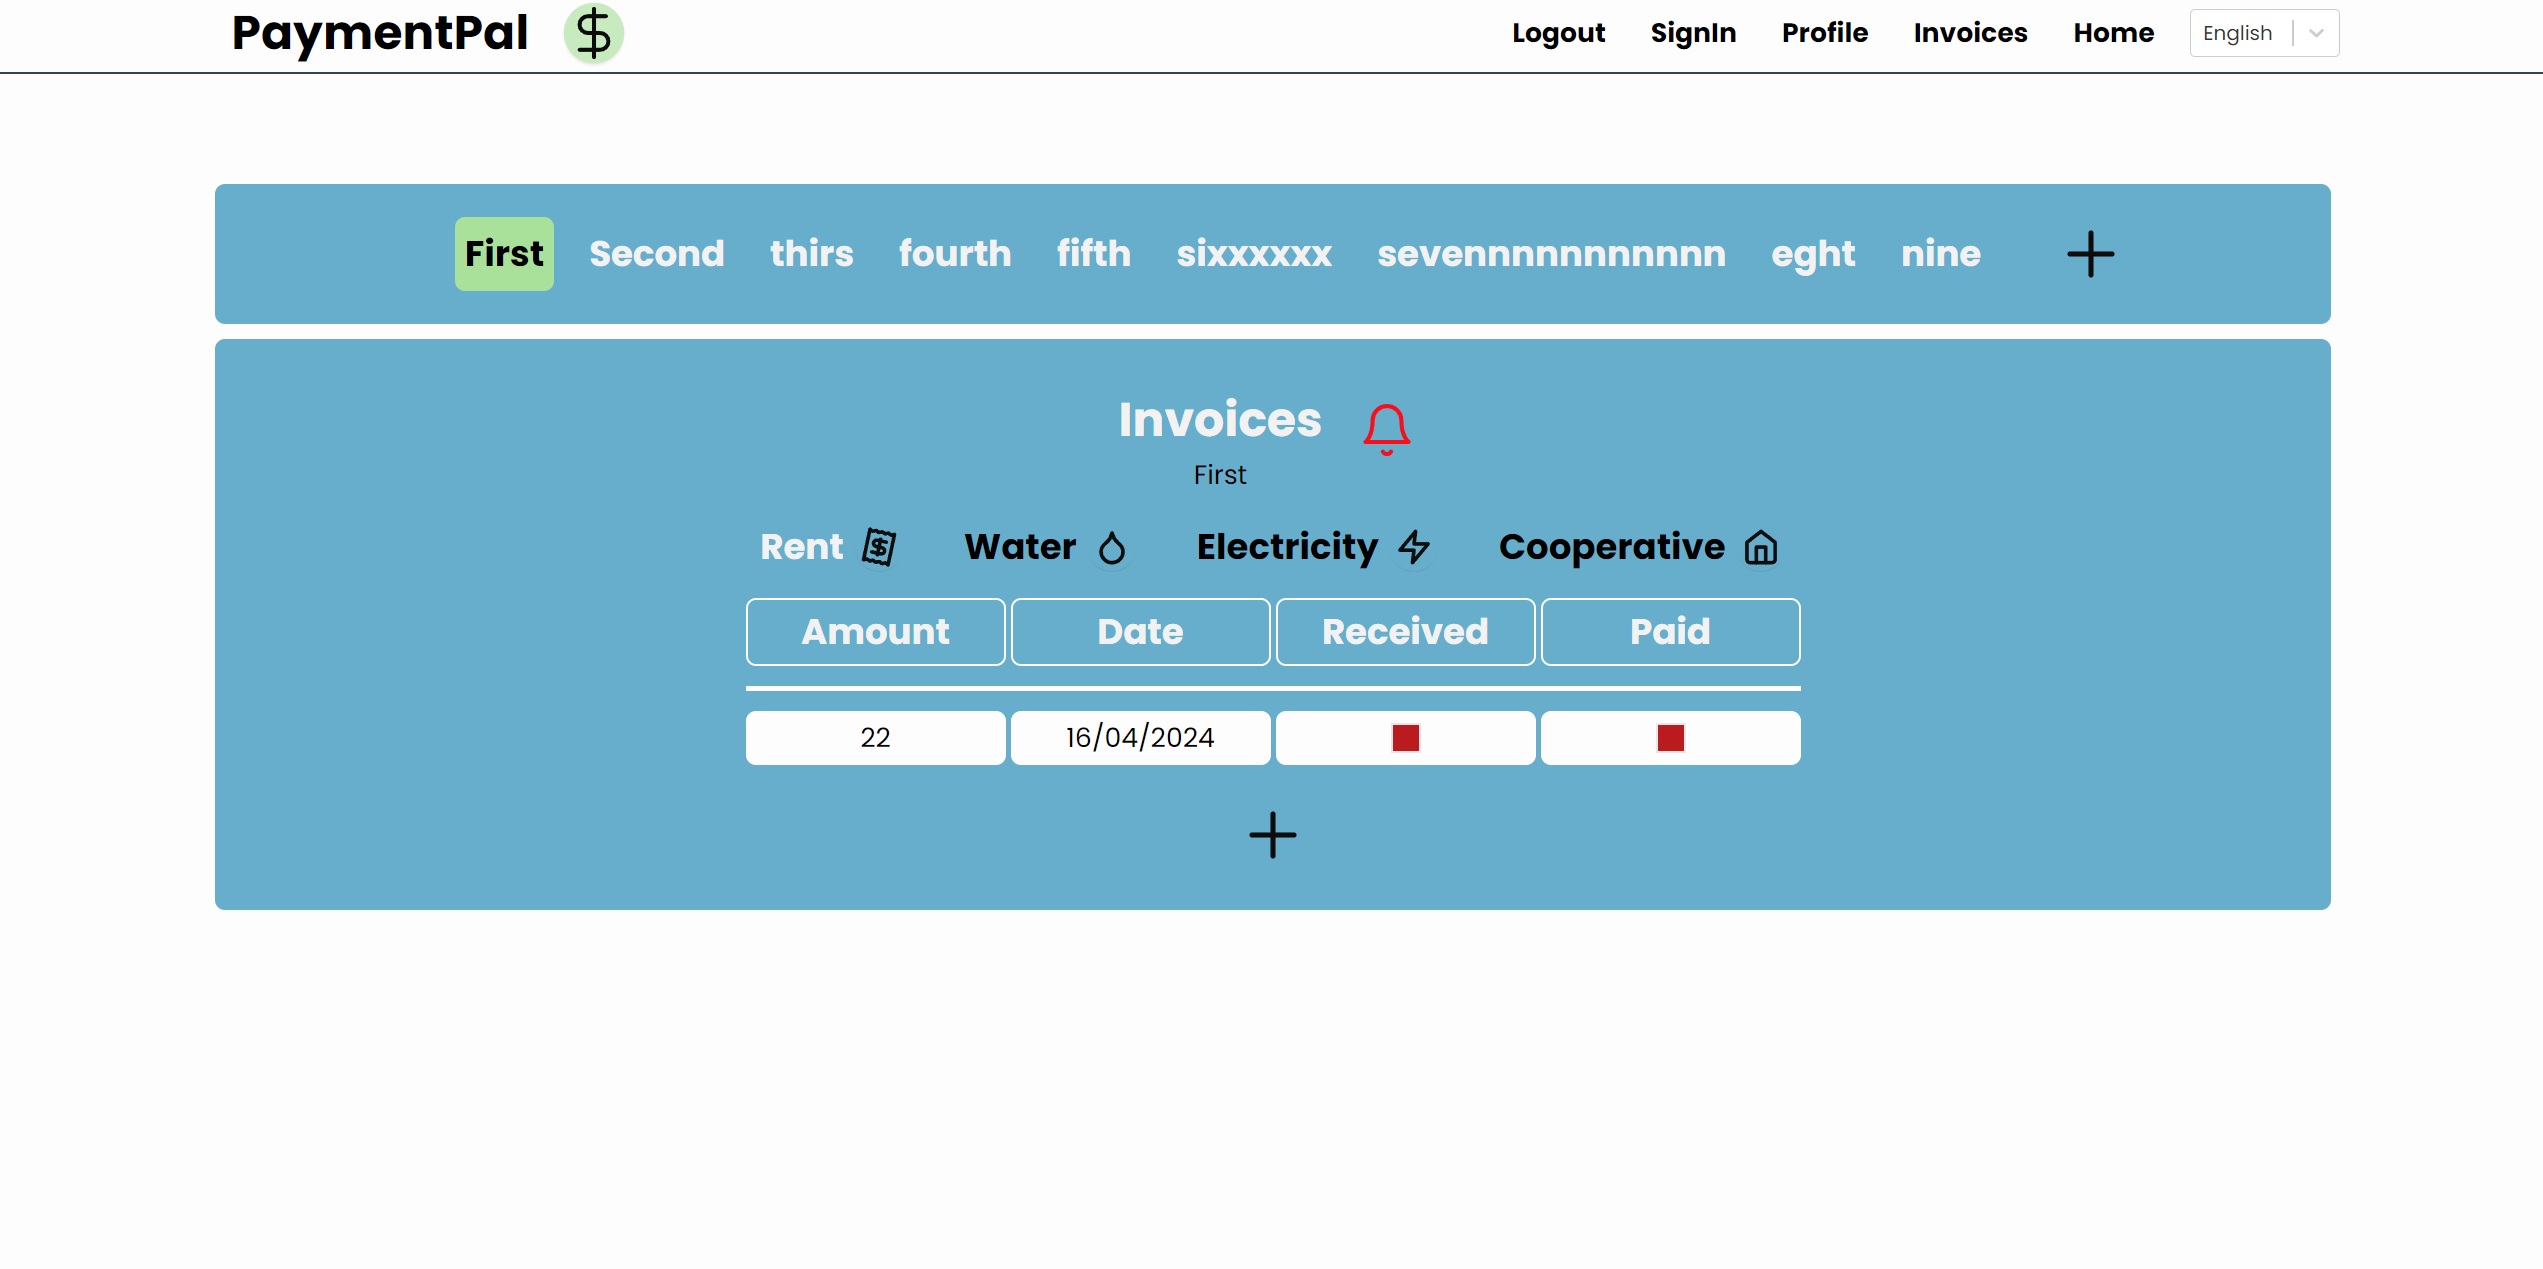 PaymentPal $ Logout SignIn Profile Invoices Home English
First Second thirs fourth fifth sixxxxxx sevennnnnnnnnnn eght nine
Invoices
First
Rent Water Electricity Cooperative
Amount Date Received Paid
22 16/04/2024